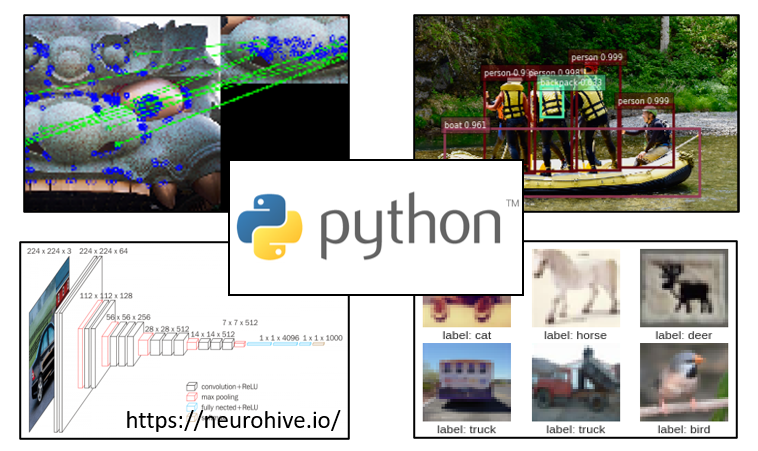 person 0.999
person 0.9
person 0.998
backpack 0.
person 0.999
boat 0.961
python™
224 x 224 x 3
224 x 224 x 64
112 x 112 x 128
56 x 56 x 256
28 x 28 x 512
14 x 14 x 512
7 x 7 x 512
1 x 1 x 4096
1 x 1 x 1000
convolution+ReLU
max pooling
fully nected+ReLU
https://neurohive.io/
label: cat
label: horse
label: deer
label: truck
label: truck
label: bird